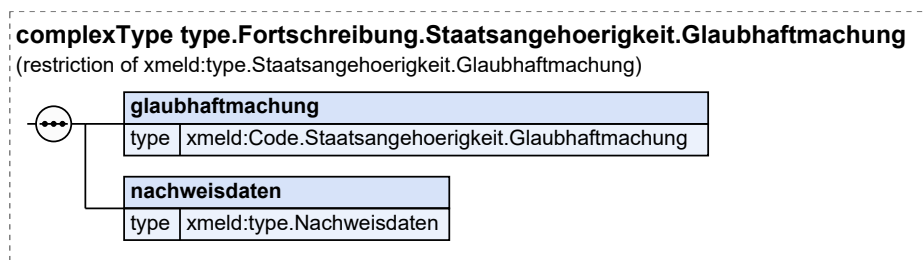 complexType type.Fortschreibung.Staatsangehoerigkeit.Glaubhaftmachung
(restriction of xmeld:type.Staatsangehoerigkeit.Glaubhaftmachung)
glaubhaftmachung
type xmeld:Code.Staatsangehoerigkeit.Glaubhaftmachung
nachweisdaten
type xmeld:type.Nachweisdaten